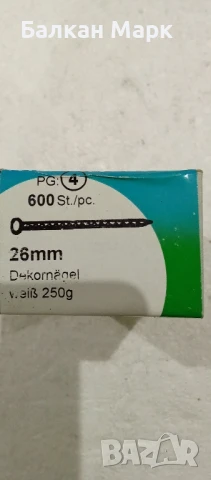 Балкан Марк
PG: 4
600 St./pc.
26mm
Dekornägel
weiß 250g
bazar